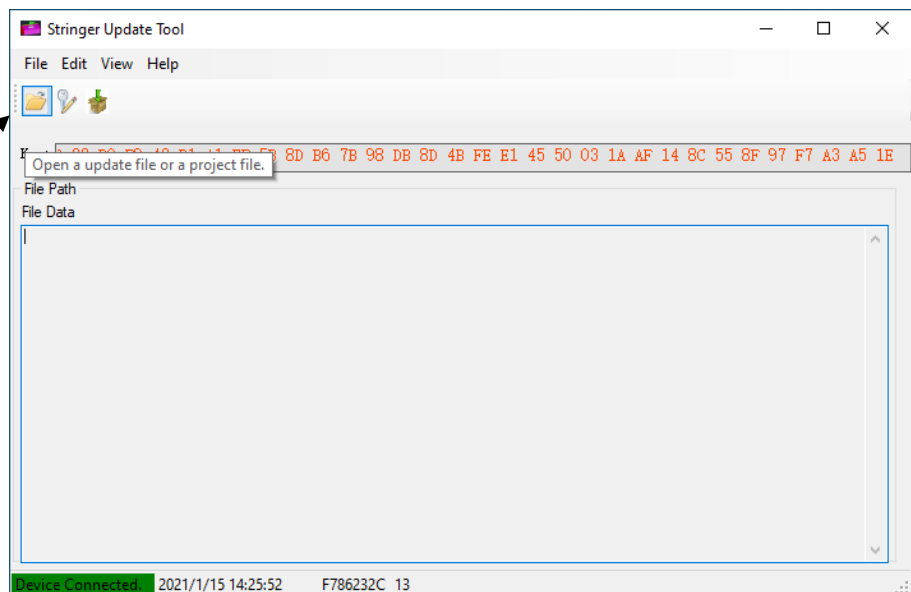 Stringer Update Tool
File Edit View Help
8D B6 7B 98 DB 8D 4B FE E1 45 50 03 1A AF 14 8C 55 8F 97 F7 A3 A5 1E
Open a update file or a project file.
File Path
File Data
Device Connected. 2021/1/15 14:25:52 F786232C 13